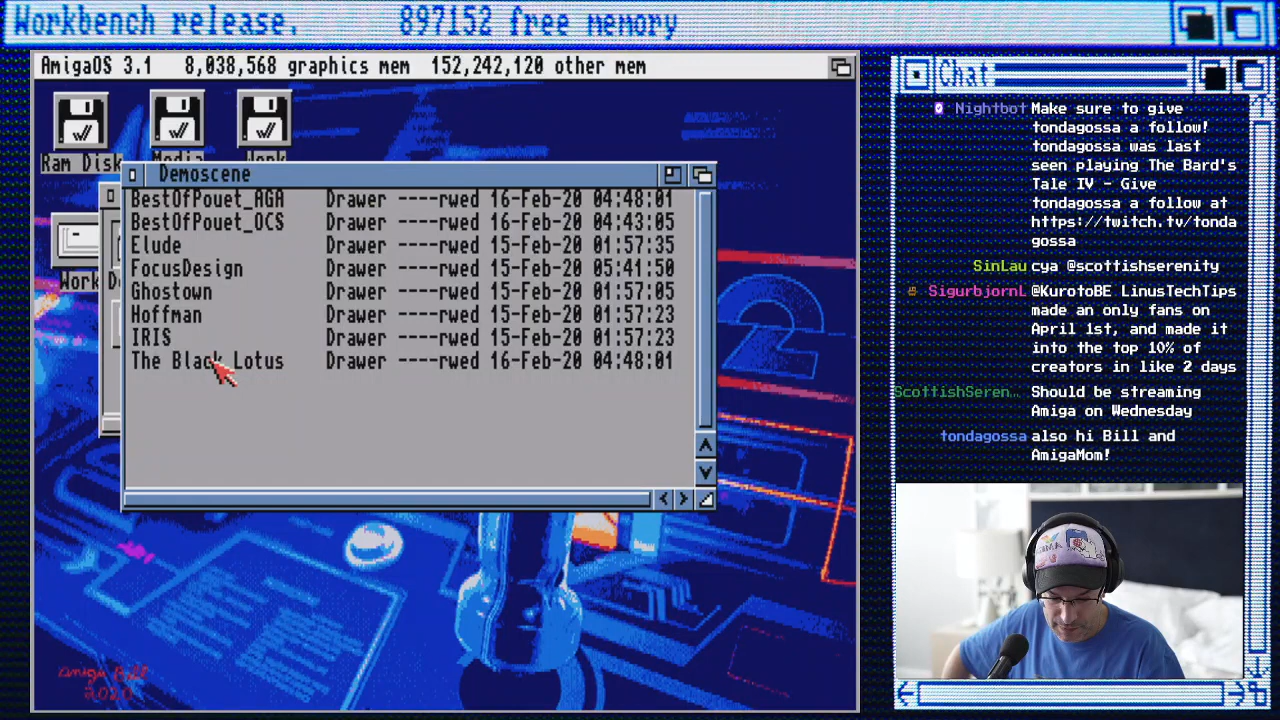 Workbench release. 897152 free memory
AmigaOS 3.1 8,038,568 graphics mem 152,242,120 other mem
Ram Disk
Media
Work
Demoscene
BestOfPouet_AGA Drawer ----rwed 16-Feb-20 04:48:01
BestOfPouet_OCS Drawer ----rwed 16-Feb-20 04:43:05
Elude Drawer ----rwed 15-Feb-20 01:57:35
FocusDesign Drawer ----rwed 15-Feb-20 05:41:50
Ghostown Drawer ----rwed 15-Feb-20 01:57:05
Hoffman Drawer ----rwed 15-Feb-20 01:57:23
IRIS Drawer ----rwed 15-Feb-20 01:57:23
The Black Lotus Drawer ----rwed 16-Feb-20 04:48:01
Work
2
Amiga Bill
2020
Chat
Nightbot Make sure to give
tondagossa a follow!
tondagossa was last
seen playing The Bard's
Tale IV - Give
tondagossa a follow at
https://twitch.tv/tonda
gossa
SinLau cya @scottishserenity
SigurbjornL @KurotoBE LinusTechTips
made an only fans on
April 1st, and made it
into the top 10% of
creators in like 2 days
ScottishSeren… Should be streaming
Amiga on Wednesday
tondagossa also hi Bill and
AmigaMom!